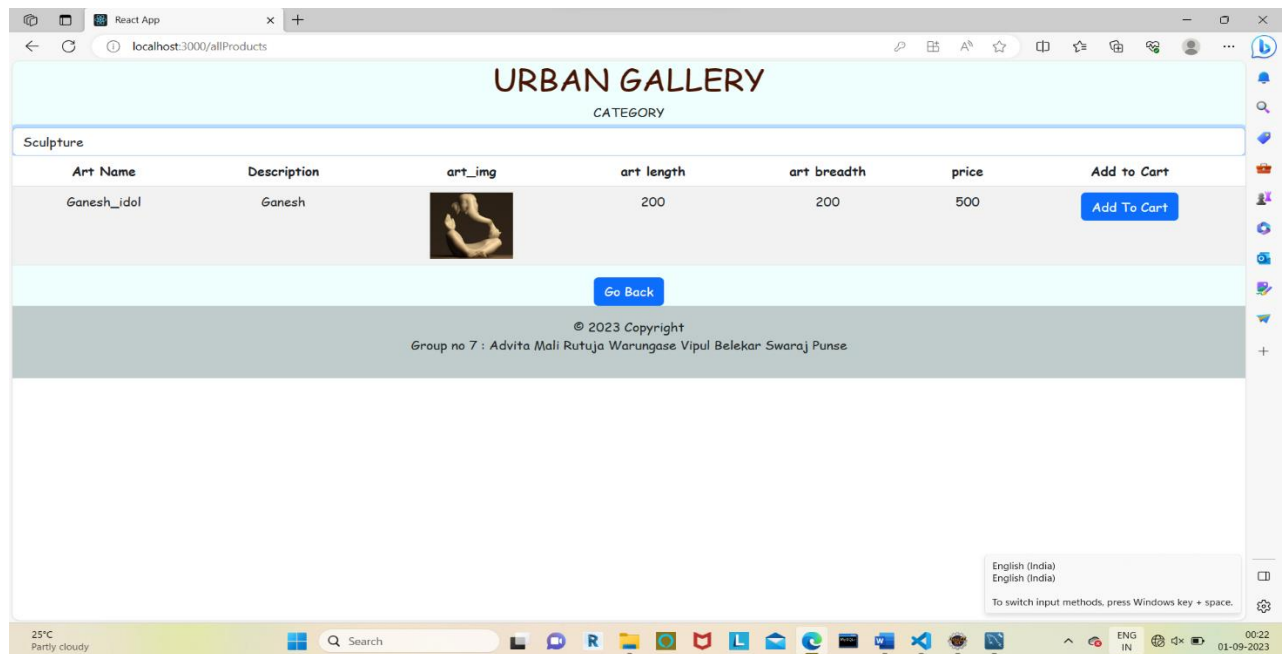 React App
localhost:3000/allProducts
URBAN GALLERY
CATEGORY
Sculpture
Art Name Description art_img art length art breadth price Add to Cart
Ganesh_idol Ganesh 200 200 500 Add To Cart
Go Back
© 2023 Copyright
Group no 7 : Advita Mali Rutuja Warungase Vipul Belekar Swaraj Punse
English (India)
English (India)
To switch input methods, press Windows key + space.
25°C
Partly cloudy
Search
ENG
IN
00:22
01-09-2023